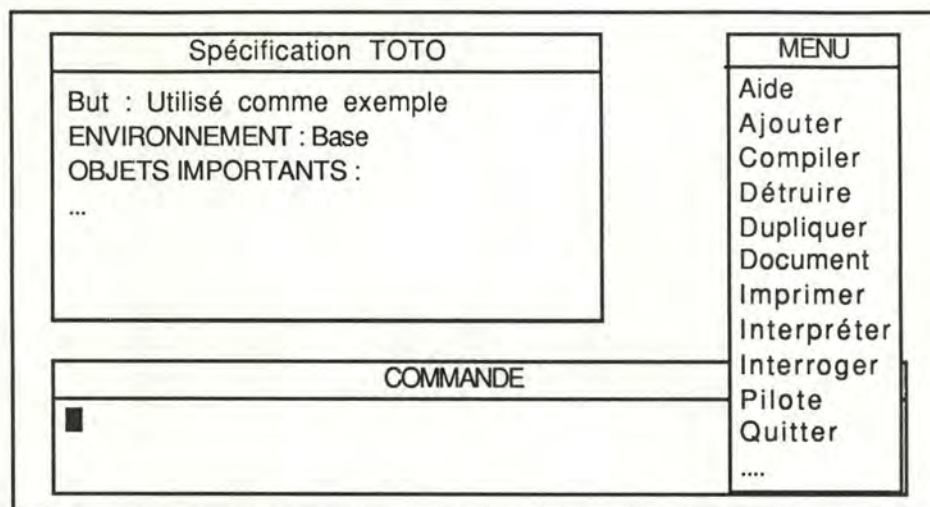 Spécification TOTO
But : Utilisé comme exemple
ENVIRONNEMENT : Base
OBJETS IMPORTANTS :
...
MENU
Aide
Ajouter
Compiler
Détruire
Dupliquer
Document
Imprimer
Interpréter
Interroger
Pilote
Quitter
....
COMMANDE